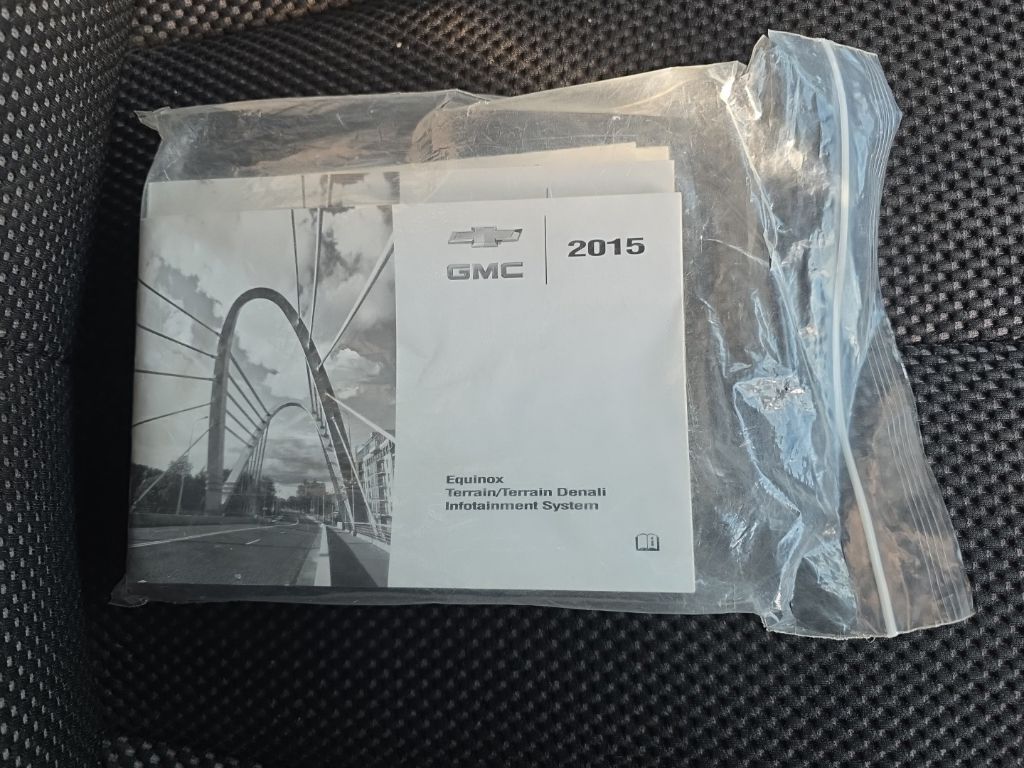 GMC
2015
Equinox
Terrain/Terrain Denali
Infotainment System